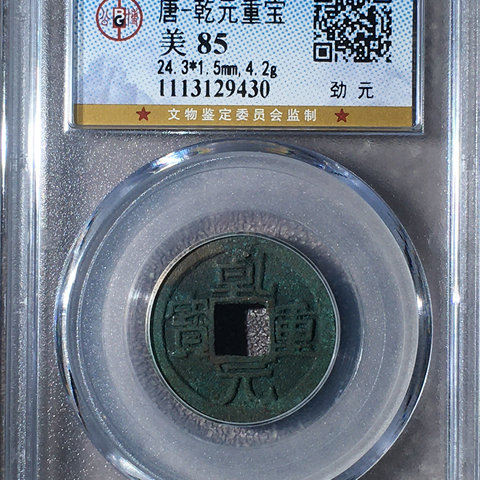 唐-乾元重宝
美 85
24.3*1.5mm,4.2g
1113129430
劲 元
★ 文物鉴定委员会监制 ★
乾元重寶